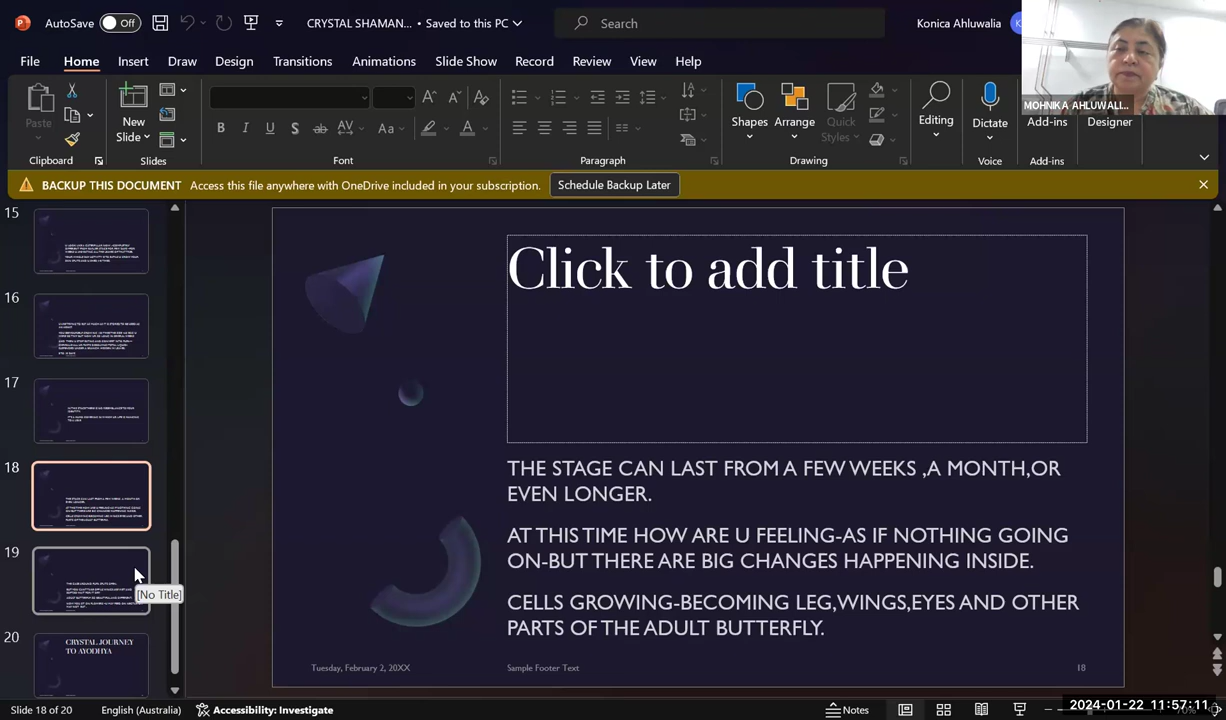 AutoSave Off CRYSTAL SHAMAN... • Saved to this PC Search Konica Ahluwalia
File Home Insert Draw Design Transitions Animations Slide Show Record Review View Help
MOHNIKA AHLUWALI...
Paste New Slide Aa Shapes Arrange Quick Styles Editing Dictate Add-ins Designer
Clipboard Slides Font Paragraph Drawing Voice Add-ins
BACKUP THIS DOCUMENT Access this file anywhere with OneDrive included in your subscription. Schedule Backup Later
15
16
17
18
19
[No Title]
20
CRYSTAL JOURNEY
TO AYODHYA
Click to add title
THE STAGE CAN LAST FROM A FEW WEEKS ,A MONTH,OR
EVEN LONGER.
AT THIS TIME HOW ARE U FEELING-AS IF NOTHING GOING
ON-BUT THERE ARE BIG CHANGES HAPPENING INSIDE.
CELLS GROWING-BECOMING LEG,WINGS,EYES AND OTHER
PARTS OF THE ADULT BUTTERFLY.
Tuesday, February 2, 20XX Sample Footer Text 18
Slide 18 of 20 English (Australia) Accessibility: Investigate Notes
2024-01-22 11:57:11